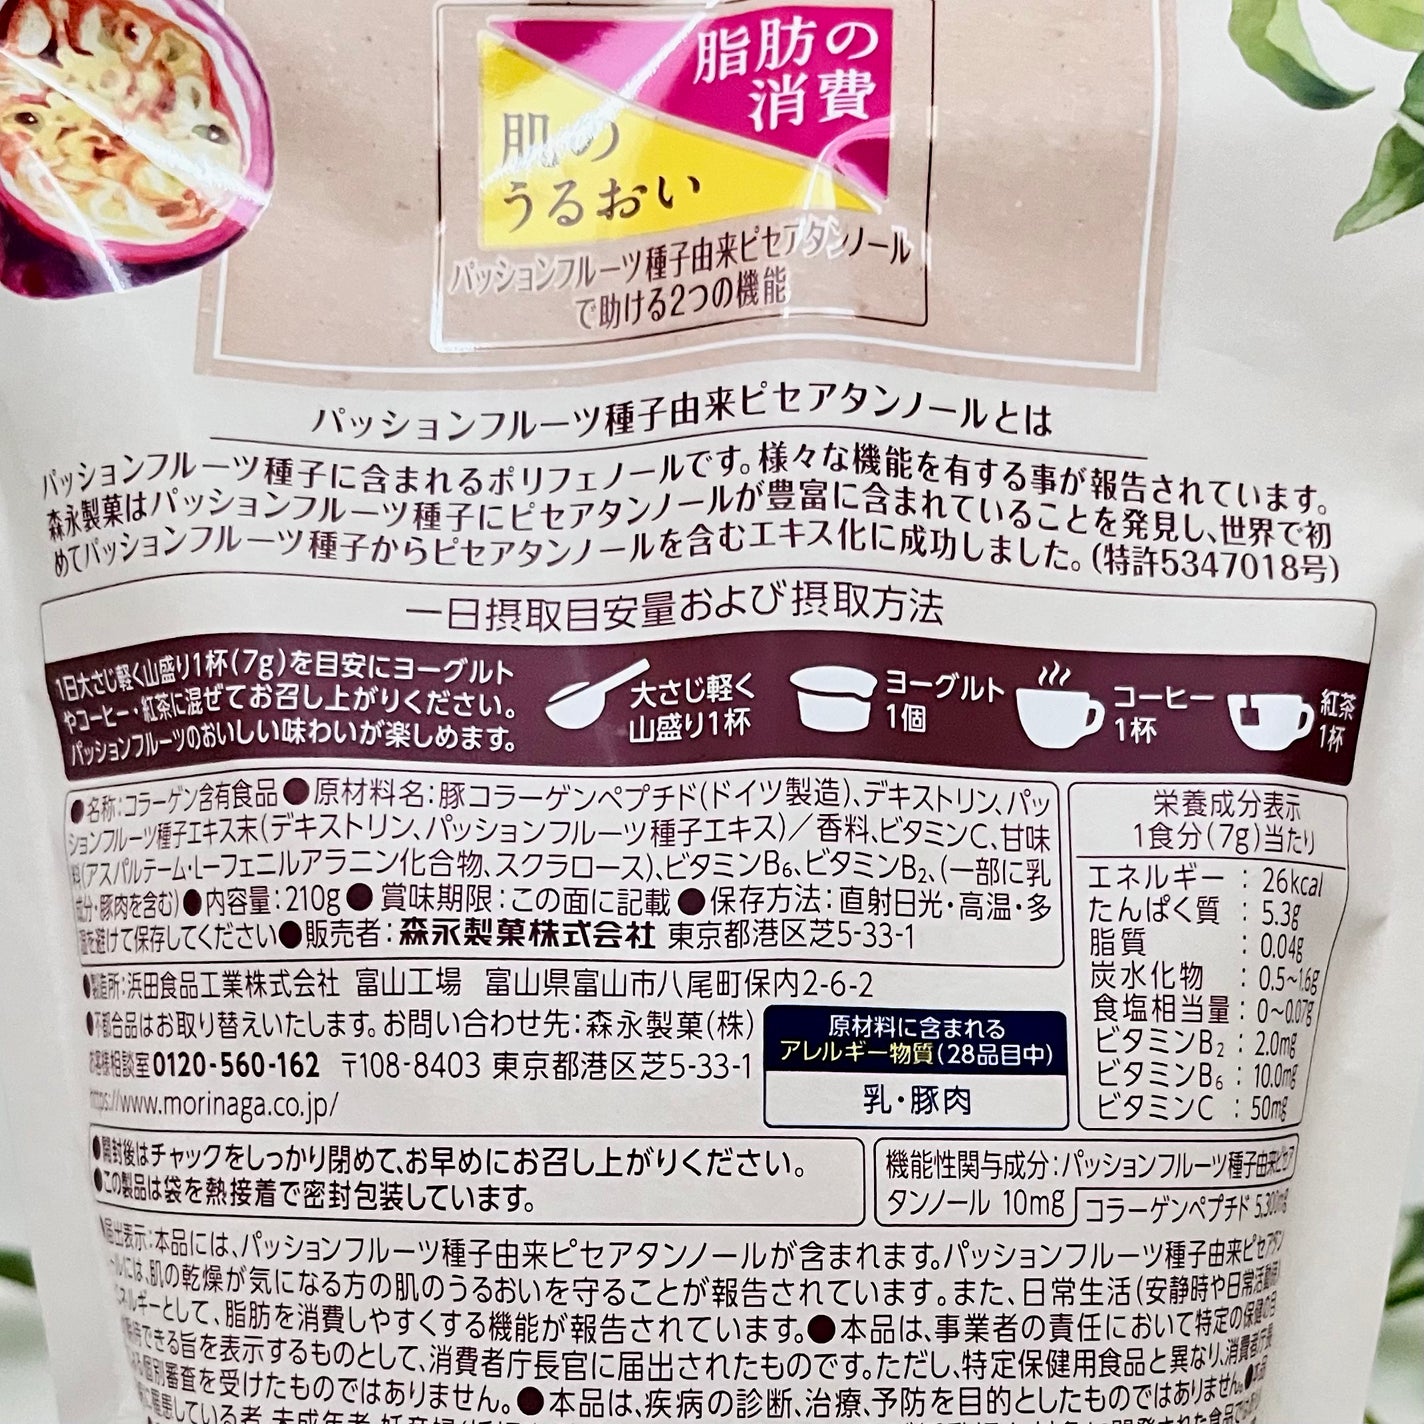 脂肪の
消費
肌の
うるおい
パッションフルーツ種子由来ピセアタンノール
で助ける2つの機能
パッションフルーツ種子由来ピセアタンノールとは
パッションフルーツ種子に含まれるポリフェノールです。様々な機能を有する事が報告されています。
森永製菓はパッションフルーツ種子にピセアタンノールが豊富に含まれていることを発見し、世界で初
めてパッションフルーツ種子からピセアタンノールを含むエキス化に成功しました。(特許5347018号)
一日摂取目安量および摂取方法
1日大さじ軽く山盛り1杯(7g)を目安にヨーグルト
やコーヒー・紅茶に混ぜてお召し上がりください。
パッションフルーツのおいしい味わいが楽しめます。
大さじ軽く
山盛り1杯
ヨーグルト
1個
コーヒー
1杯
紅茶
1杯
●名称:コラーゲン含有食品●原材料名:豚コラーゲンペプチド(ドイツ製造)、デキストリン、パッ
ションフルーツ種子エキス末(デキストリン、パッションフルーツ種子エキス)/香料、ビタミンC、甘味
料(アスパルテーム・L-フェニルアラニン化合物、スクラロース)、ビタミンB6、ビタミンB2、(一部に乳
成分・豚肉を含む)●内容量:210g●賞味期限:この面に記載●保存方法:直射日光・高温・多
湿を避けて保存してください●販売者:森永製菓株式会社 東京都港区芝5-33-1
●製造所:浜田食品工業株式会社 富山工場 富山県富山市八尾町保内2-6-2
●不都合品はお取り替えいたします。お問い合わせ先:森永製菓(株)
お客様相談室0120-560-162 〒108-8403 東京都港区芝5-33-1
https://www.morinaga.co.jp/
原材料に含まれる
アレルギー物質(28品目中)
乳・豚肉
栄養成分表示
1食分(7g)当たり
エネルギー : 26kcal
たんぱく質 : 5.3g
脂質 : 0.04g
炭水化物 : 0.5~1.6g
食塩相当量 : 0~0.07g
ビタミンB2 : 2.0mg
ビタミンB6 : 10.0mg
ビタミンC : 50mg
●開封後はチャックをしっかり閉めて、お早めにお召し上がりください。
●この製品は袋を熱接着で密封包装しています。
機能性関与成分:パッションフルーツ種子由来ピセア
タンノール 10mg
コラーゲンペプチド 5,300mg
●届出表示:本品には、パッションフルーツ種子由来ピセアタンノールが含まれます。パッションフルーツ種子由来ピセアタン
ノールには、肌の乾燥が気になる方の肌のうるおいを守ることが報告されています。また、日常生活(安静時や日常活動時)
エネルギーとして、脂肪を消費しやすくする機能が報告されています。●本品は、事業者の責任において特定の保健の目
期待できる旨を表示するものとして、消費者庁長官に届出されたものです。ただし、特定保健用食品と異なり、消費者庁長
個別審査を受けたものではありません。●本品は、疾病の診断、治療、予防を目的としたものではありません。
に罹患している者、未成年者、妊産婦